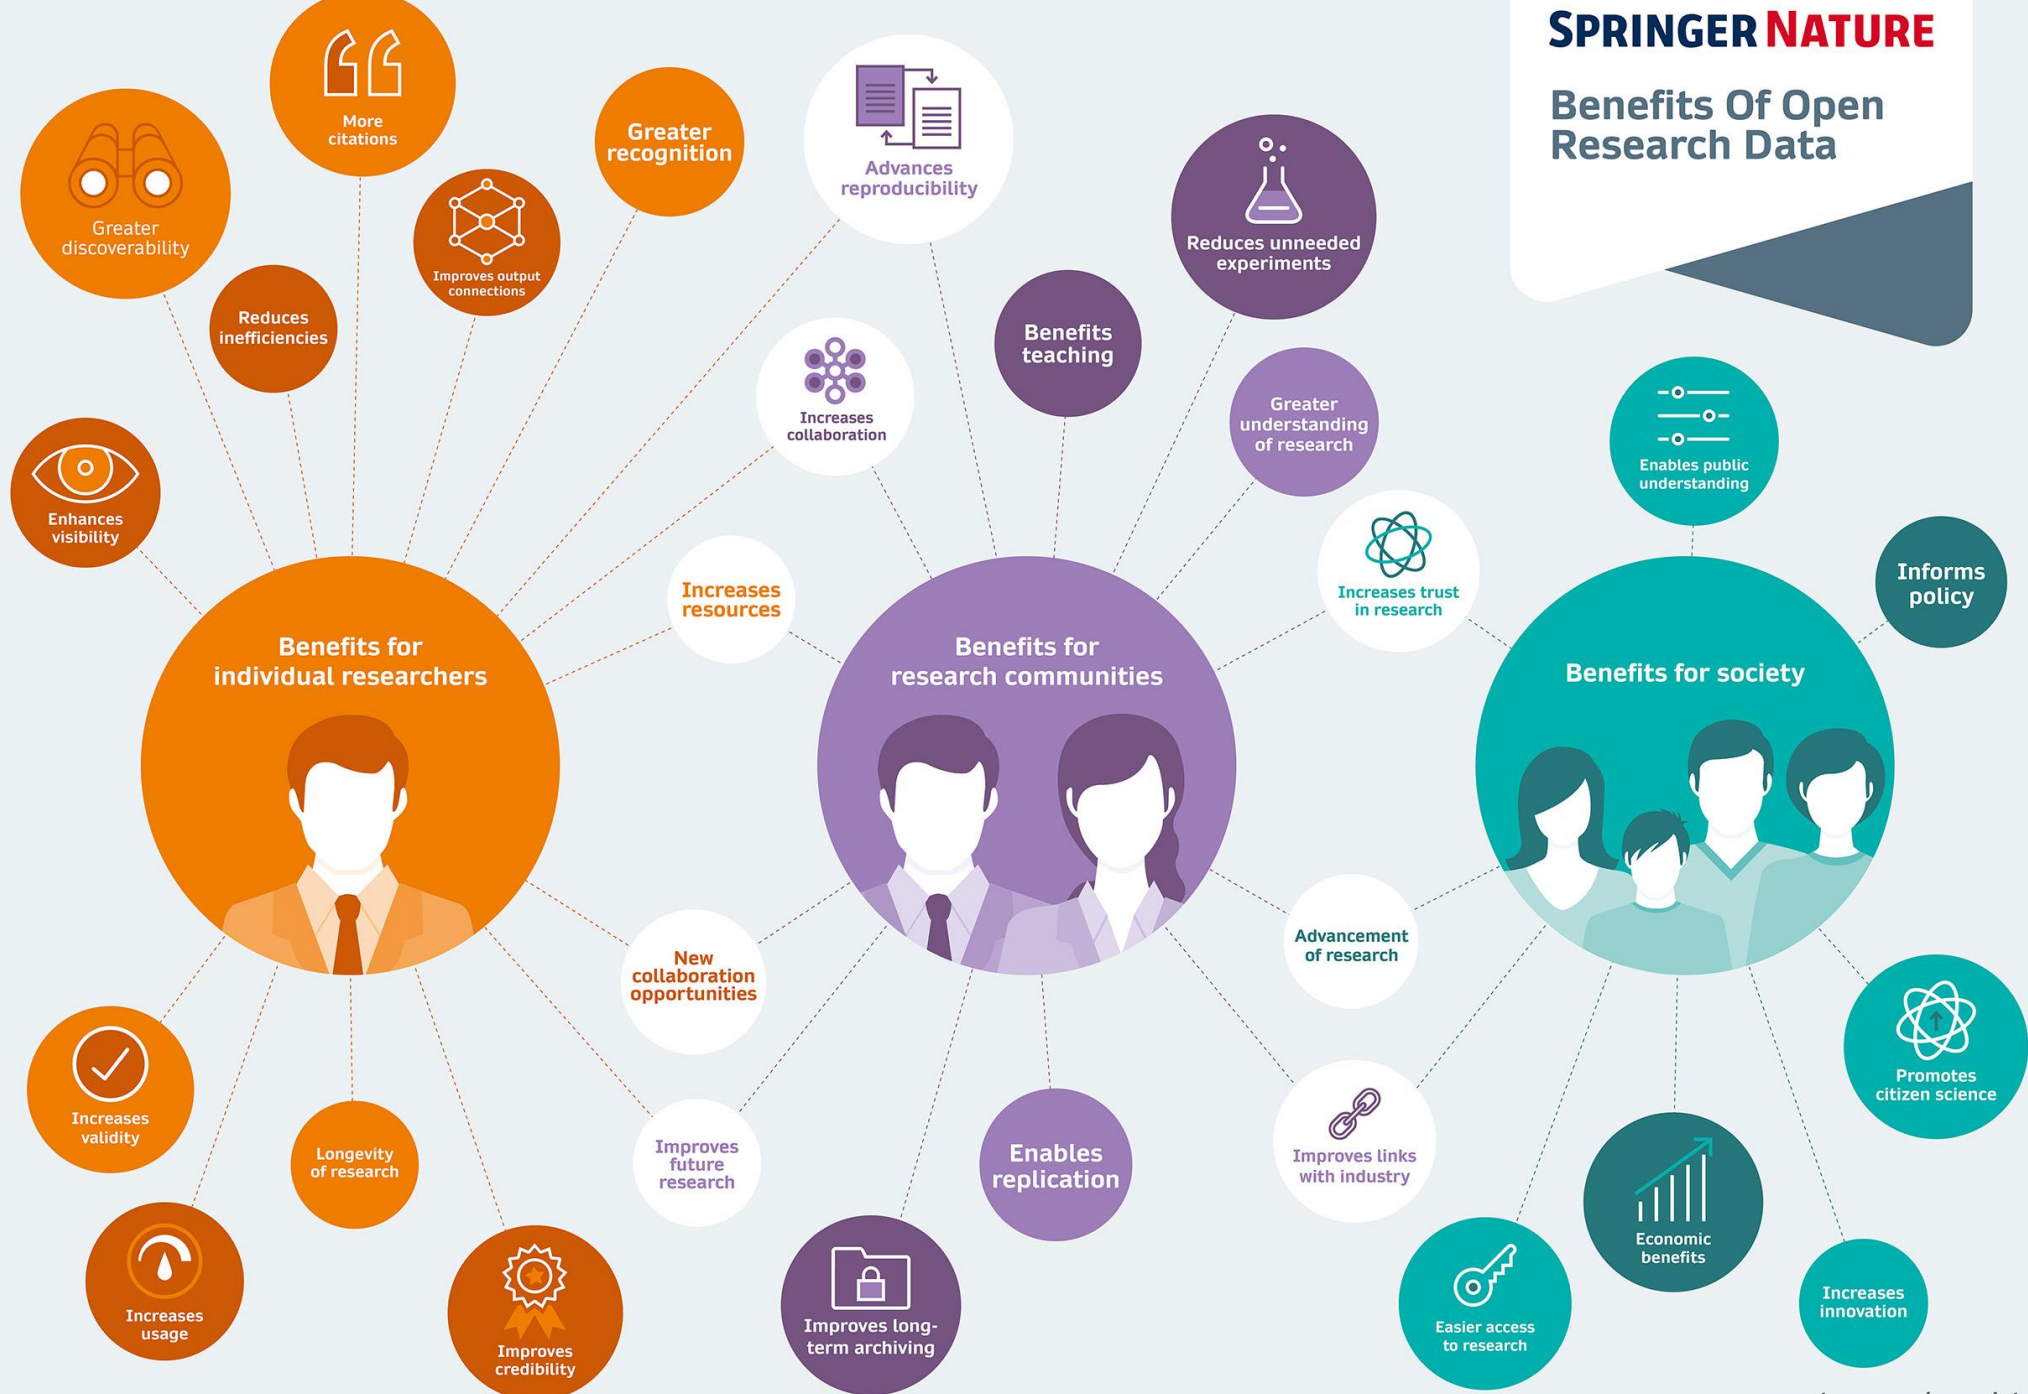 SPRINGER NATURE
Benefits Of Open
Research Data
More
citations
Greater
recognition
Advances
reproducibility
Greater
discoverability
Improves output
connections
Reduces unneeded
experiments
Reduces
inefficiencies
Benefits
teaching
Increases
collaboration
Greater
understanding
of research
Enables public
understanding
Enhances
visibility
Increases
resources
Increases trust
in research
Informs
policy
Benefits for
individual researchers
Benefits for
research communities
Benefits for society
New
collaboration
opportunities
Advancement
of research
Increases
validity
Longevity
of research
Improves
future
research
Enables
replication
Improves links
with industry
Promotes
citizen science
Increases
usage
Improves
credibility
Improves long-
term archiving
Easier access
to research
Economic
benefits
Increases
innovation